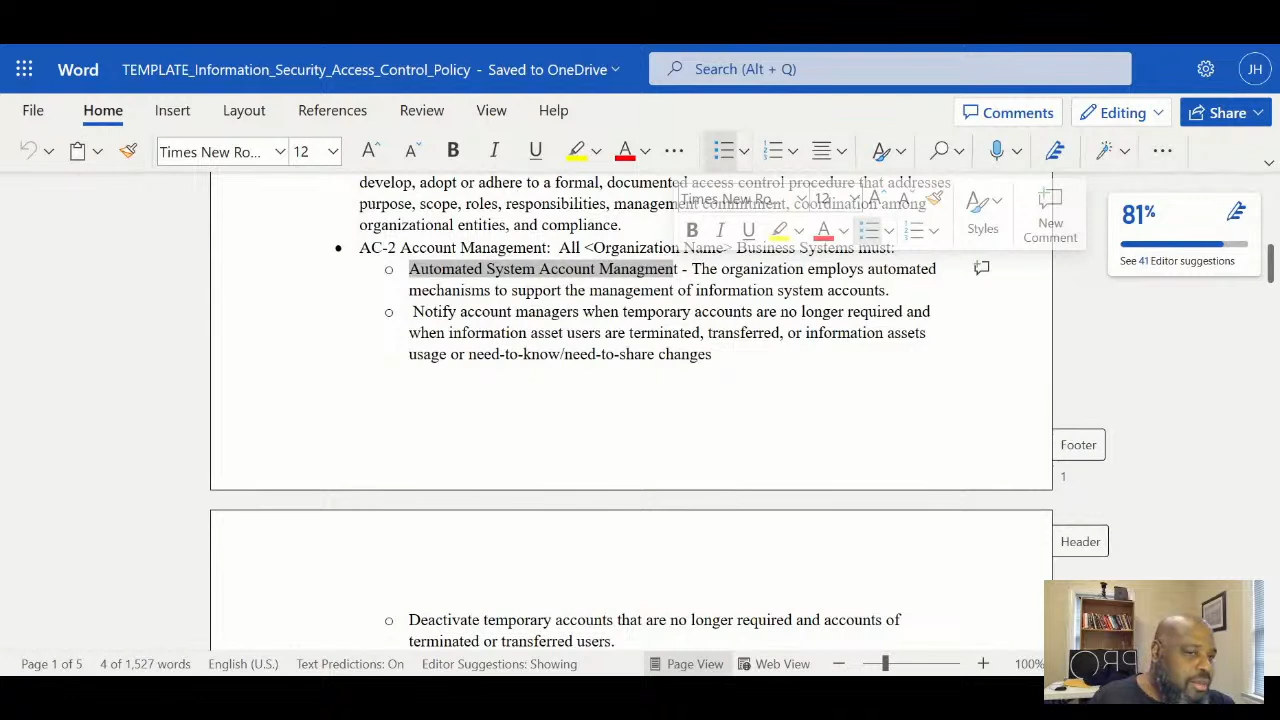 Word TEMPLATE_Information_Security_Access_Control_Policy - Saved to OneDrive Search (Alt + Q) JH
File Home Insert Layout References Review View Help Comments Editing Share
Times New Ro... 12 A A B I U A
develop, adopt or adhere to a formal, documented access control procedure that addresses
Times New Ro... 12
purpose, scope, roles, responsibilities, management commitment, coordination among
organizational entities, and compliance.
B I U A Styles New Comment
81%
See 41 Editor suggestions
• AC-2 Account Management: All <Organization Name> Business Systems must:
o Automated System Account Managment - The organization employs automated
mechanisms to support the management of information system accounts.
o Notify account managers when temporary accounts are no longer required and
when information asset users are terminated, transferred, or information assets
usage or need-to-know/need-to-share changes
Footer
1
Header
o Deactivate temporary accounts that are no longer required and accounts of
terminated or transferred users.
Page 1 of 5 4 of 1,527 words English (U.S.) Text Predictions: On Editor Suggestions: Showing Page View Web View 100%